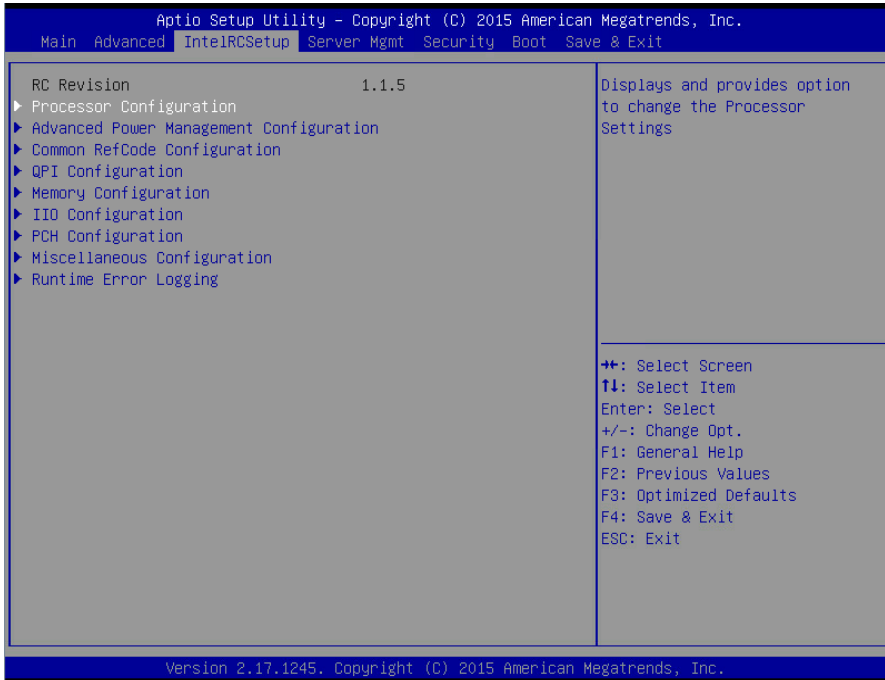 Aptio Setup Utility – Copyright (C) 2015 American Megatrends, Inc.
Main Advanced IntelRCSetup Server Mgmt Security Boot Save & Exit
RC Revision 1.1.5
Processor Configuration
Advanced Power Management Configuration
Common RefCode Configuration
QPI Configuration
Memory Configuration
IIO Configuration
PCH Configuration
Miscellaneous Configuration
Runtime Error Logging
Displays and provides option
to change the Processor
Settings
→←: Select Screen
↑↓: Select Item
Enter: Select
+/-: Change Opt.
F1: General Help
F2: Previous Values
F3: Optimized Defaults
F4: Save & Exit
ESC: Exit
Version 2.17.1245. Copyright (C) 2015 American Megatrends, Inc.